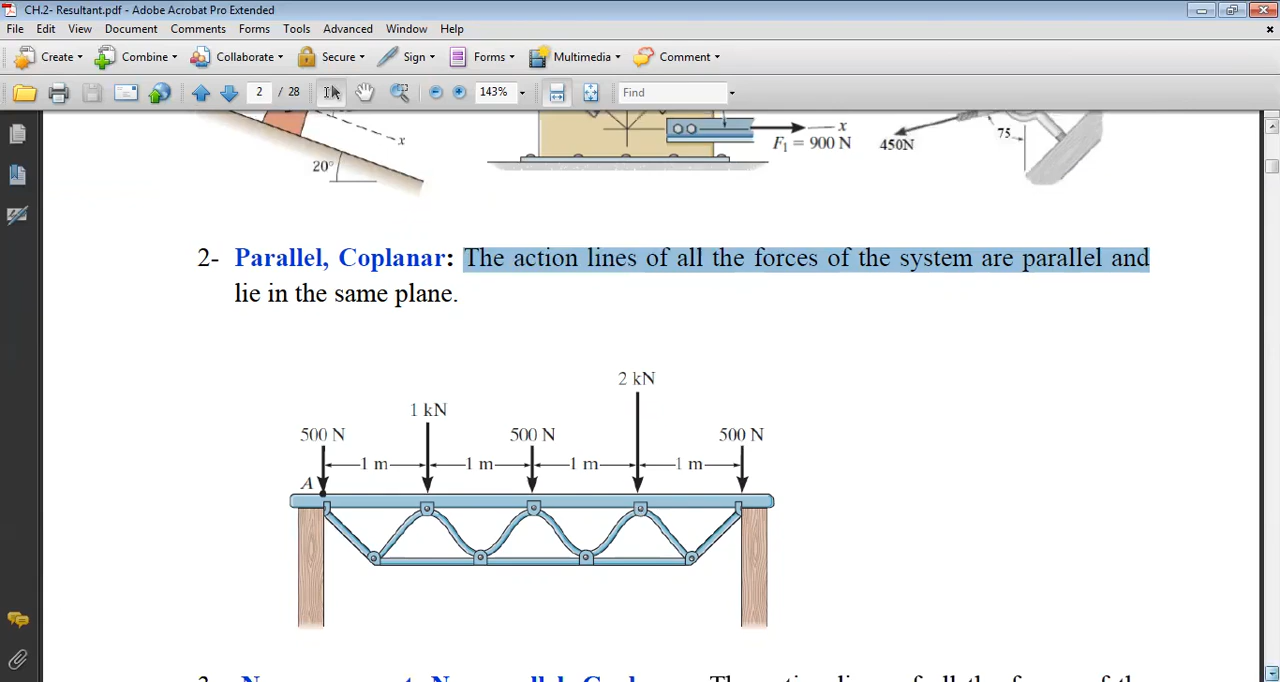 CH.2- Resultant.pdf - Adobe Acrobat Pro Extended
File Edit View Document Comments Forms Tools Advanced Window Help
Create Combine Collaborate Secure Sign Forms Multimedia Comment
2 / 28 143% Find
x
20°
x
F₁ = 900 N
450N
75
2- Parallel, Coplanar: The action lines of all the forces of the system are parallel and
lie in the same plane.
2 kN
1 kN
500 N 500 N 500 N
1 m 1 m 1 m 1 m
A